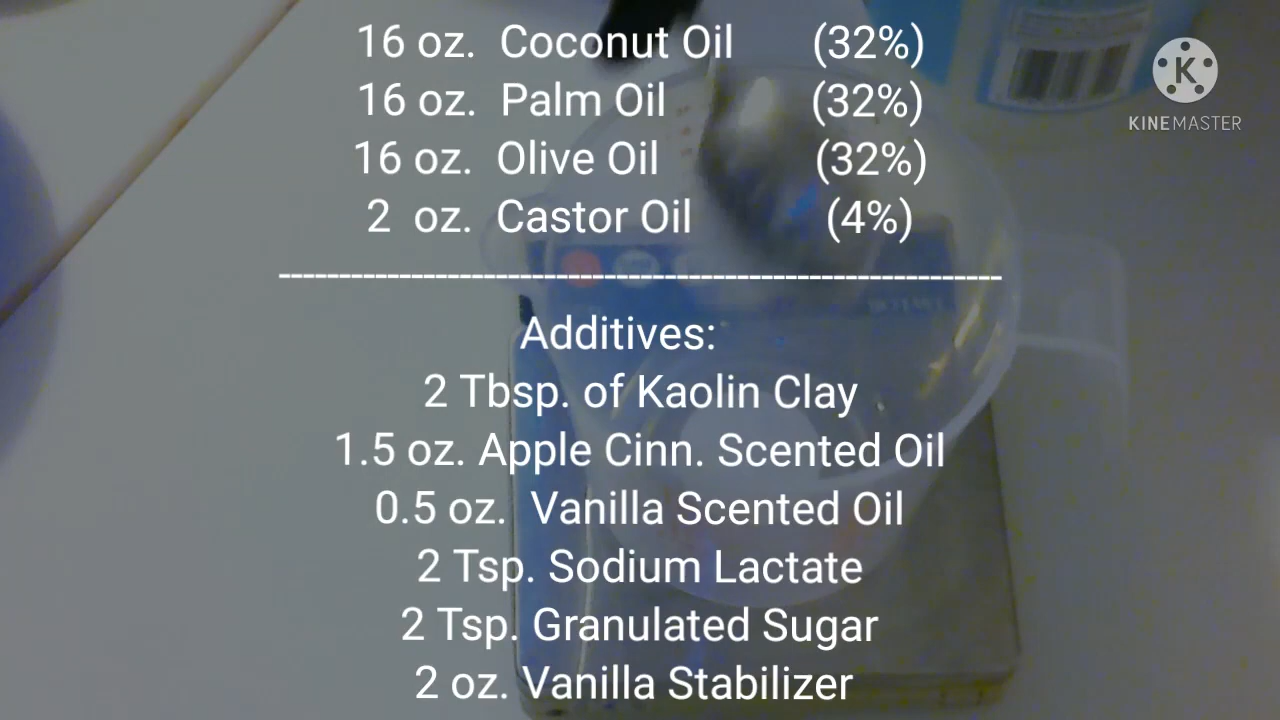 16 oz. Coconut Oil (32%)
16 oz. Palm Oil (32%)
16 oz. Olive Oil (32%)
2 oz. Castor Oil (4%)
------------------------------------------------------------
Additives:
2 Tbsp. of Kaolin Clay
1.5 oz. Apple Cinn. Scented Oil
0.5 oz. Vanilla Scented Oil
2 Tsp. Sodium Lactate
2 Tsp. Granulated Sugar
2 oz. Vanilla Stabilizer
K
KINEMASTER